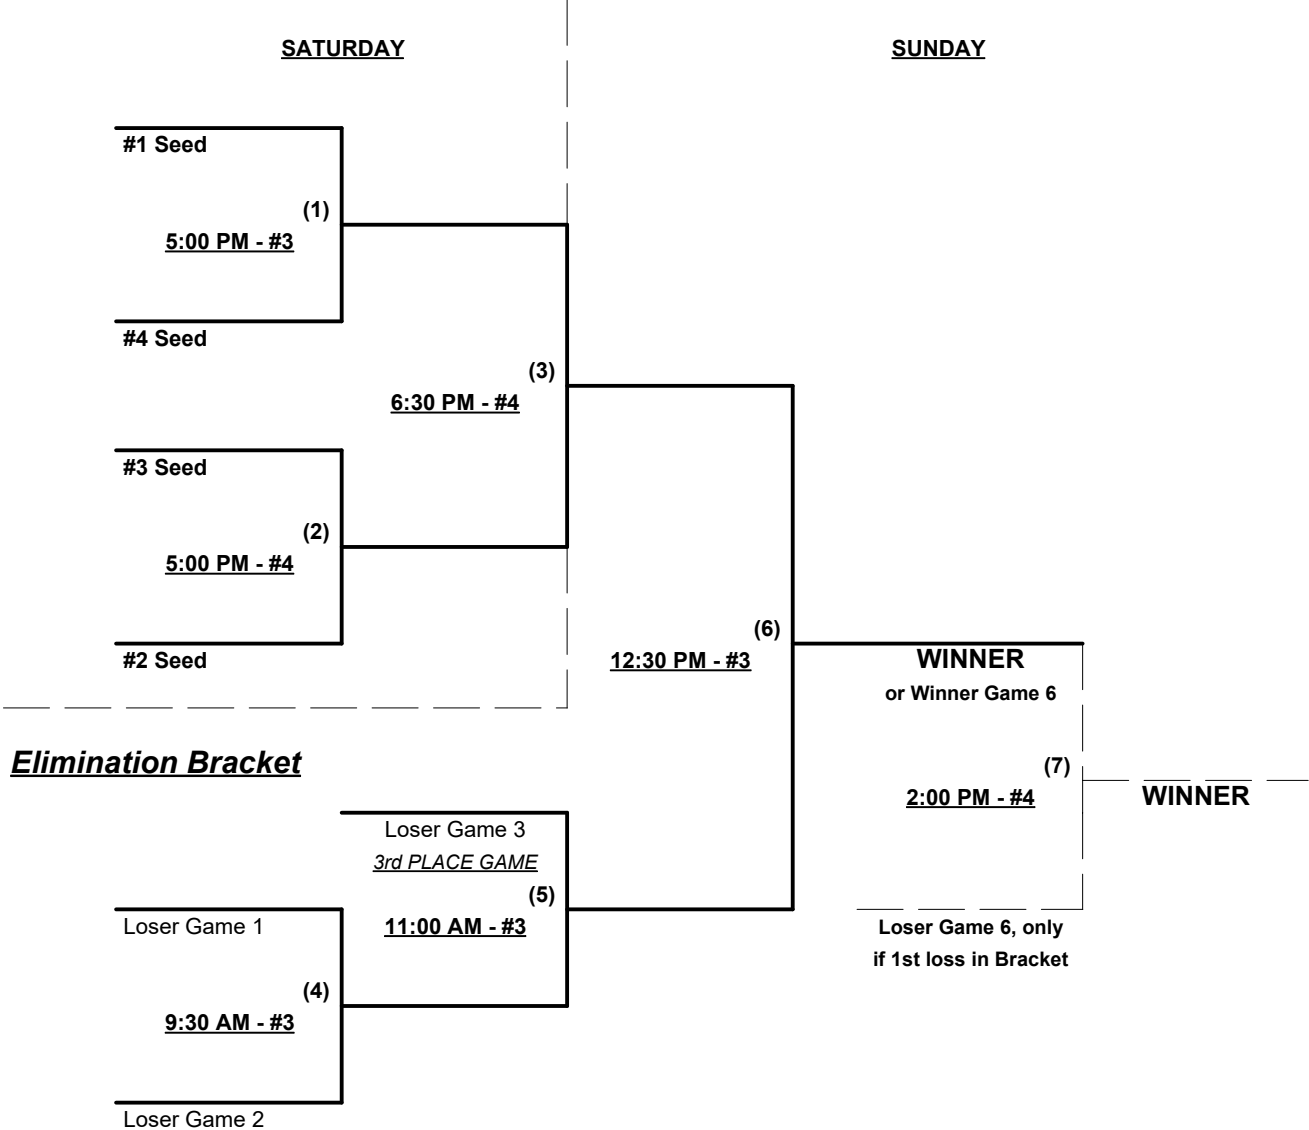 SATURDAY
SUNDAY
#1 Seed
(1)
5:00 PM - #3
#4 Seed
(3)
6:30 PM - #4
#3 Seed
(2)
5:00 PM - #4
#2 Seed
(6)
12:30 PM - #3
WINNER
or Winner Game 6
(7)
2:00 PM - #4
WINNER
Loser Game 6, only
if 1st loss in Bracket
Elimination Bracket
Loser Game 3
3rd PLACE GAME
(5)
11:00 AM - #3
Loser Game 1
(4)
9:30 AM - #3
Loser Game 2